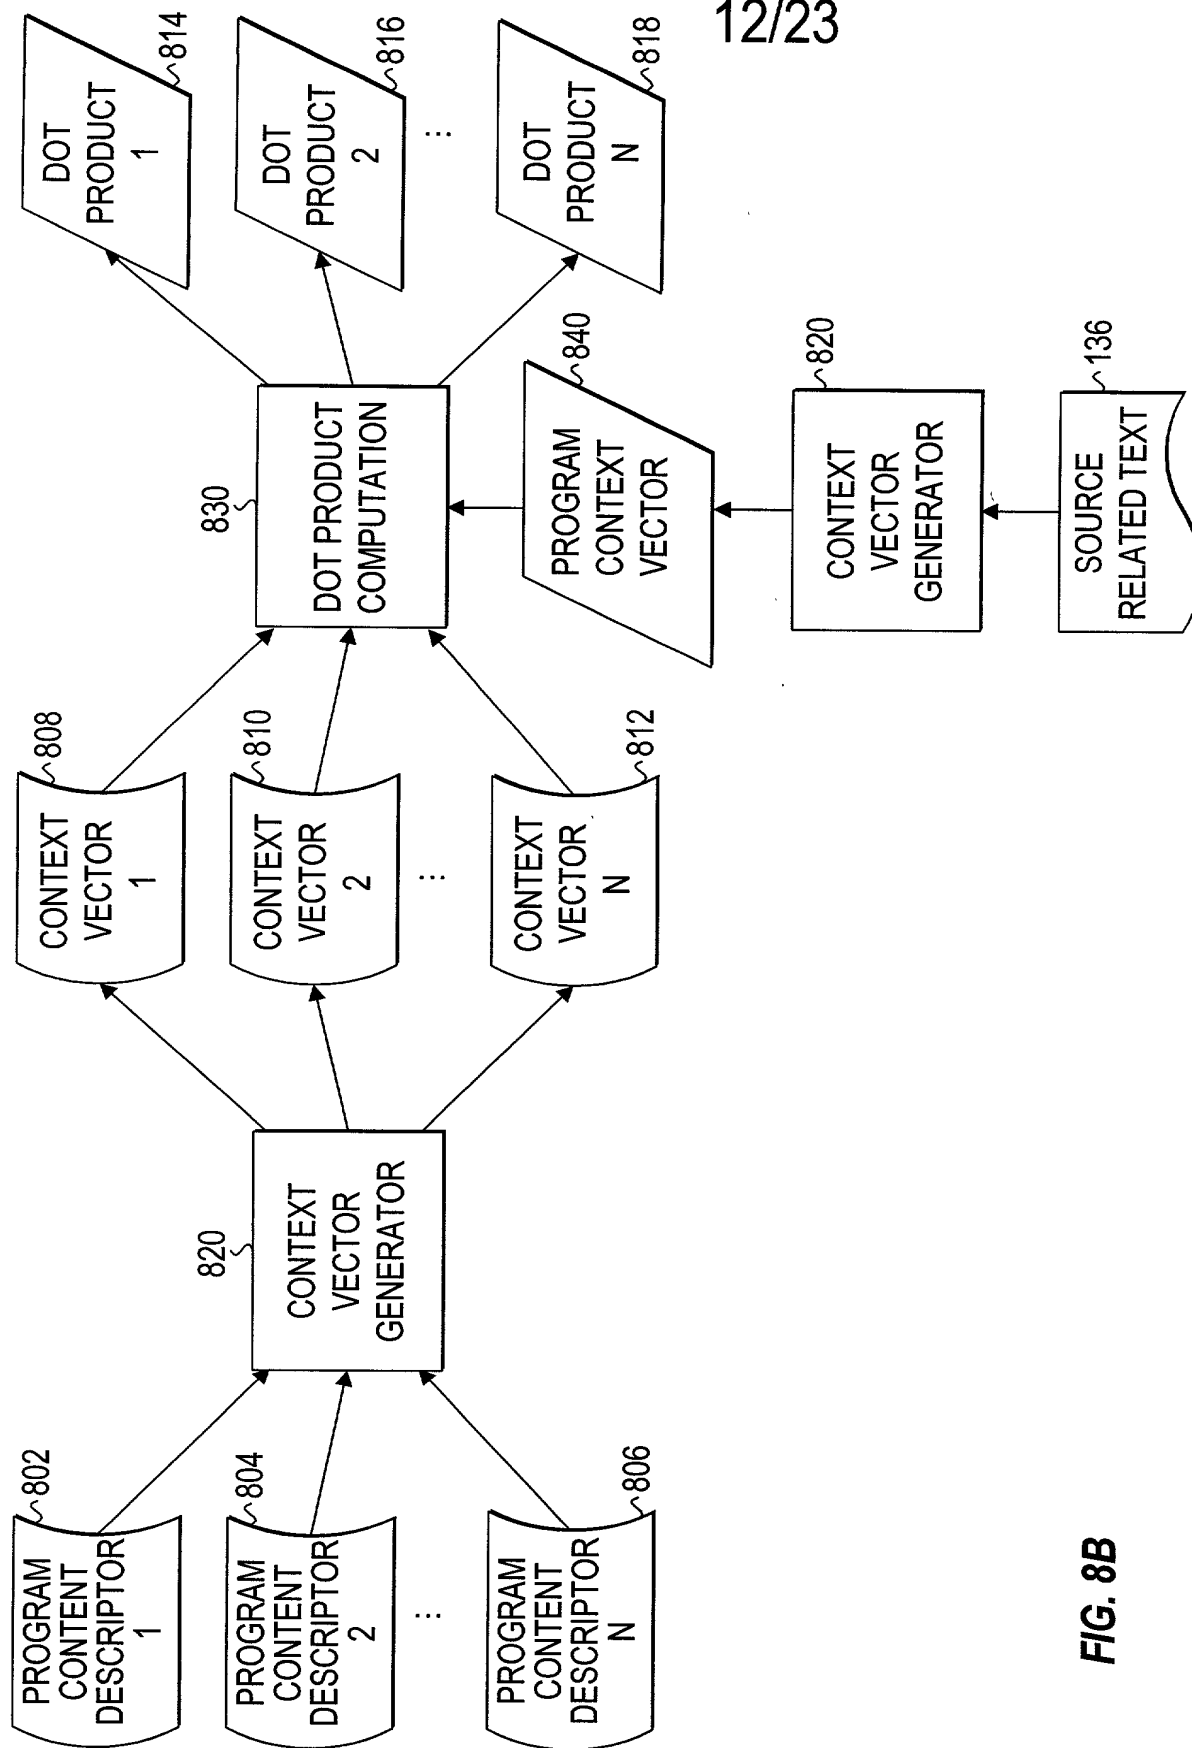 12/23
PROGRAM
CONTENT
DESCRIPTOR
1
802
PROGRAM
CONTENT
DESCRIPTOR
2
804
...
PROGRAM
CONTENT
DESCRIPTOR
N
806
820
CONTEXT
VECTOR
GENERATOR
CONTEXT
VECTOR
1
808
CONTEXT
VECTOR
2
810
...
CONTEXT
VECTOR
N
812
830
DOT PRODUCT
COMPUTATION
DOT
PRODUCT
1
814
DOT
PRODUCT
2
816
...
DOT
PRODUCT
N
818
PROGRAM
CONTEXT
VECTOR
840
CONTEXT
VECTOR
GENERATOR
820
SOURCE
RELATED TEXT
136
FIG. 8B